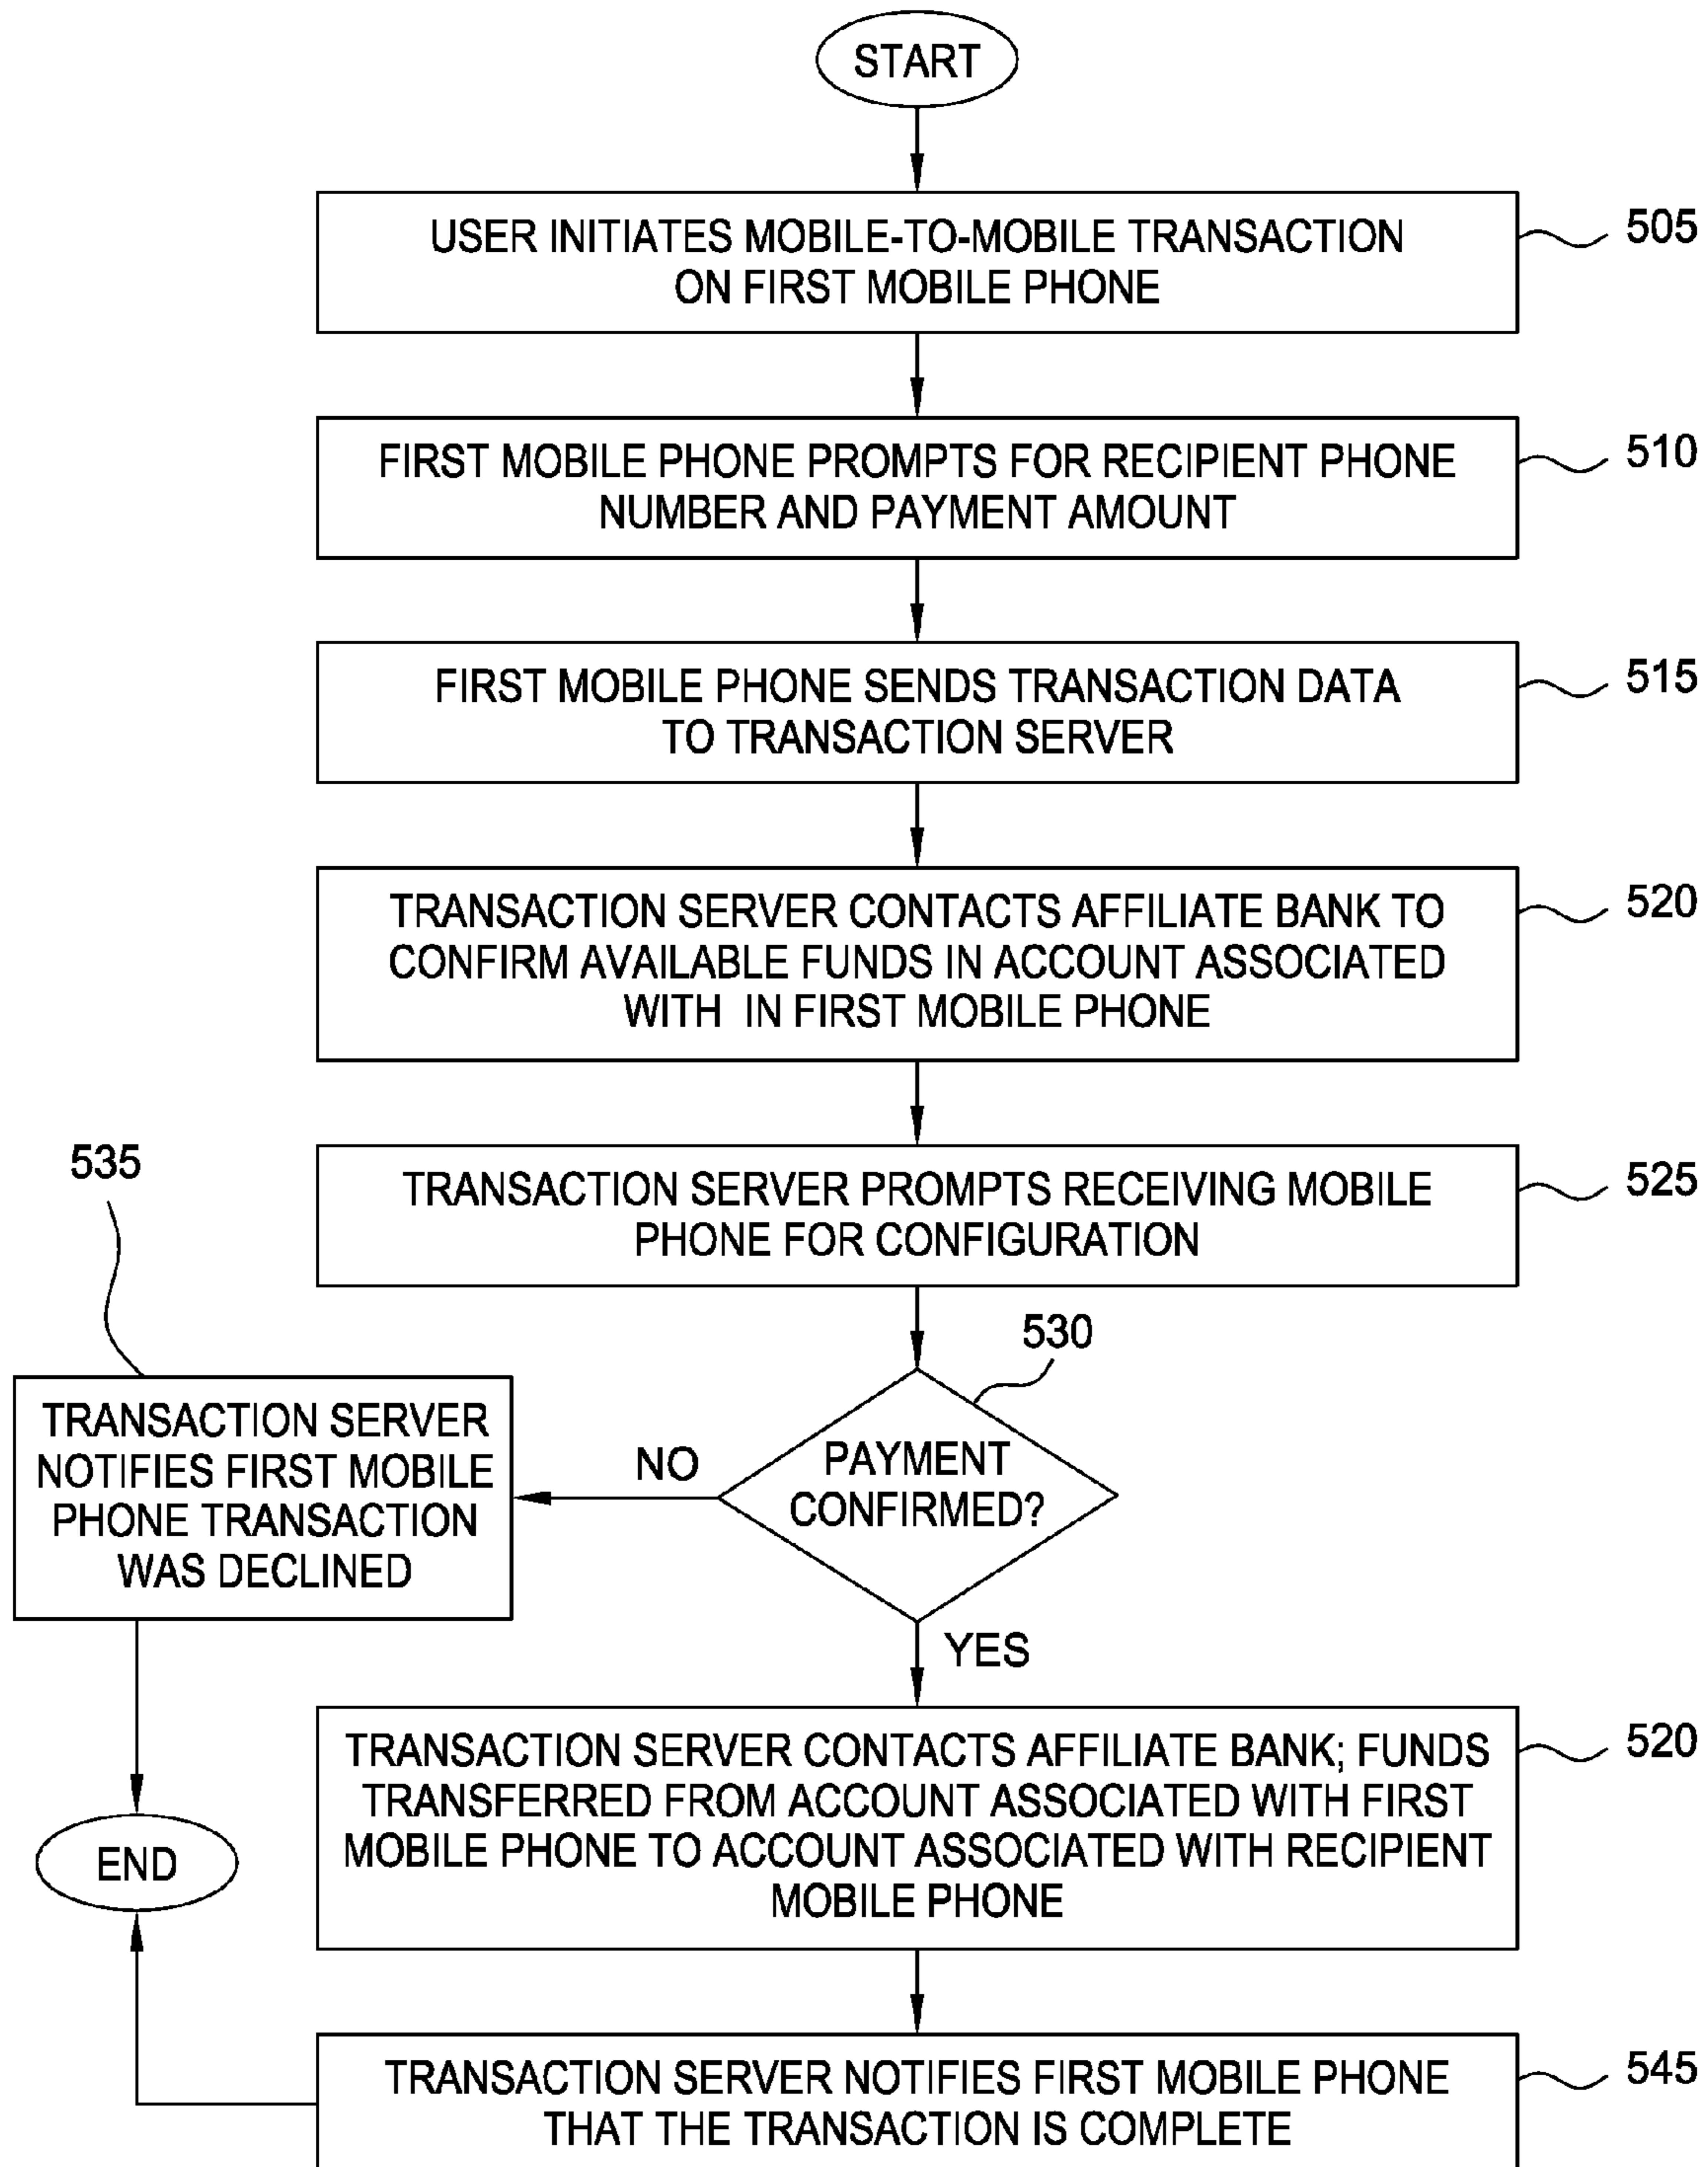 START
USER INITIATES MOBILE-TO-MOBILE TRANSACTION
ON FIRST MOBILE PHONE
505
FIRST MOBILE PHONE PROMPTS FOR RECIPIENT PHONE
NUMBER AND PAYMENT AMOUNT
510
FIRST MOBILE PHONE SENDS TRANSACTION DATA
TO TRANSACTION SERVER
515
TRANSACTION SERVER CONTACTS AFFILIATE BANK TO
CONFIRM AVAILABLE FUNDS IN ACCOUNT ASSOCIATED
WITH IN FIRST MOBILE PHONE
520
TRANSACTION SERVER PROMPTS RECEIVING MOBILE
PHONE FOR CONFIGURATION
525
530
PAYMENT
CONFIRMED?
NO
535
TRANSACTION SERVER
NOTIFIES FIRST MOBILE
PHONE TRANSACTION
WAS DECLINED
YES
TRANSACTION SERVER CONTACTS AFFILIATE BANK; FUNDS
TRANSFERRED FROM ACCOUNT ASSOCIATED WITH FIRST
MOBILE PHONE TO ACCOUNT ASSOCIATED WITH RECIPIENT
MOBILE PHONE
520
END
TRANSACTION SERVER NOTIFIES FIRST MOBILE PHONE
THAT THE TRANSACTION IS COMPLETE
545